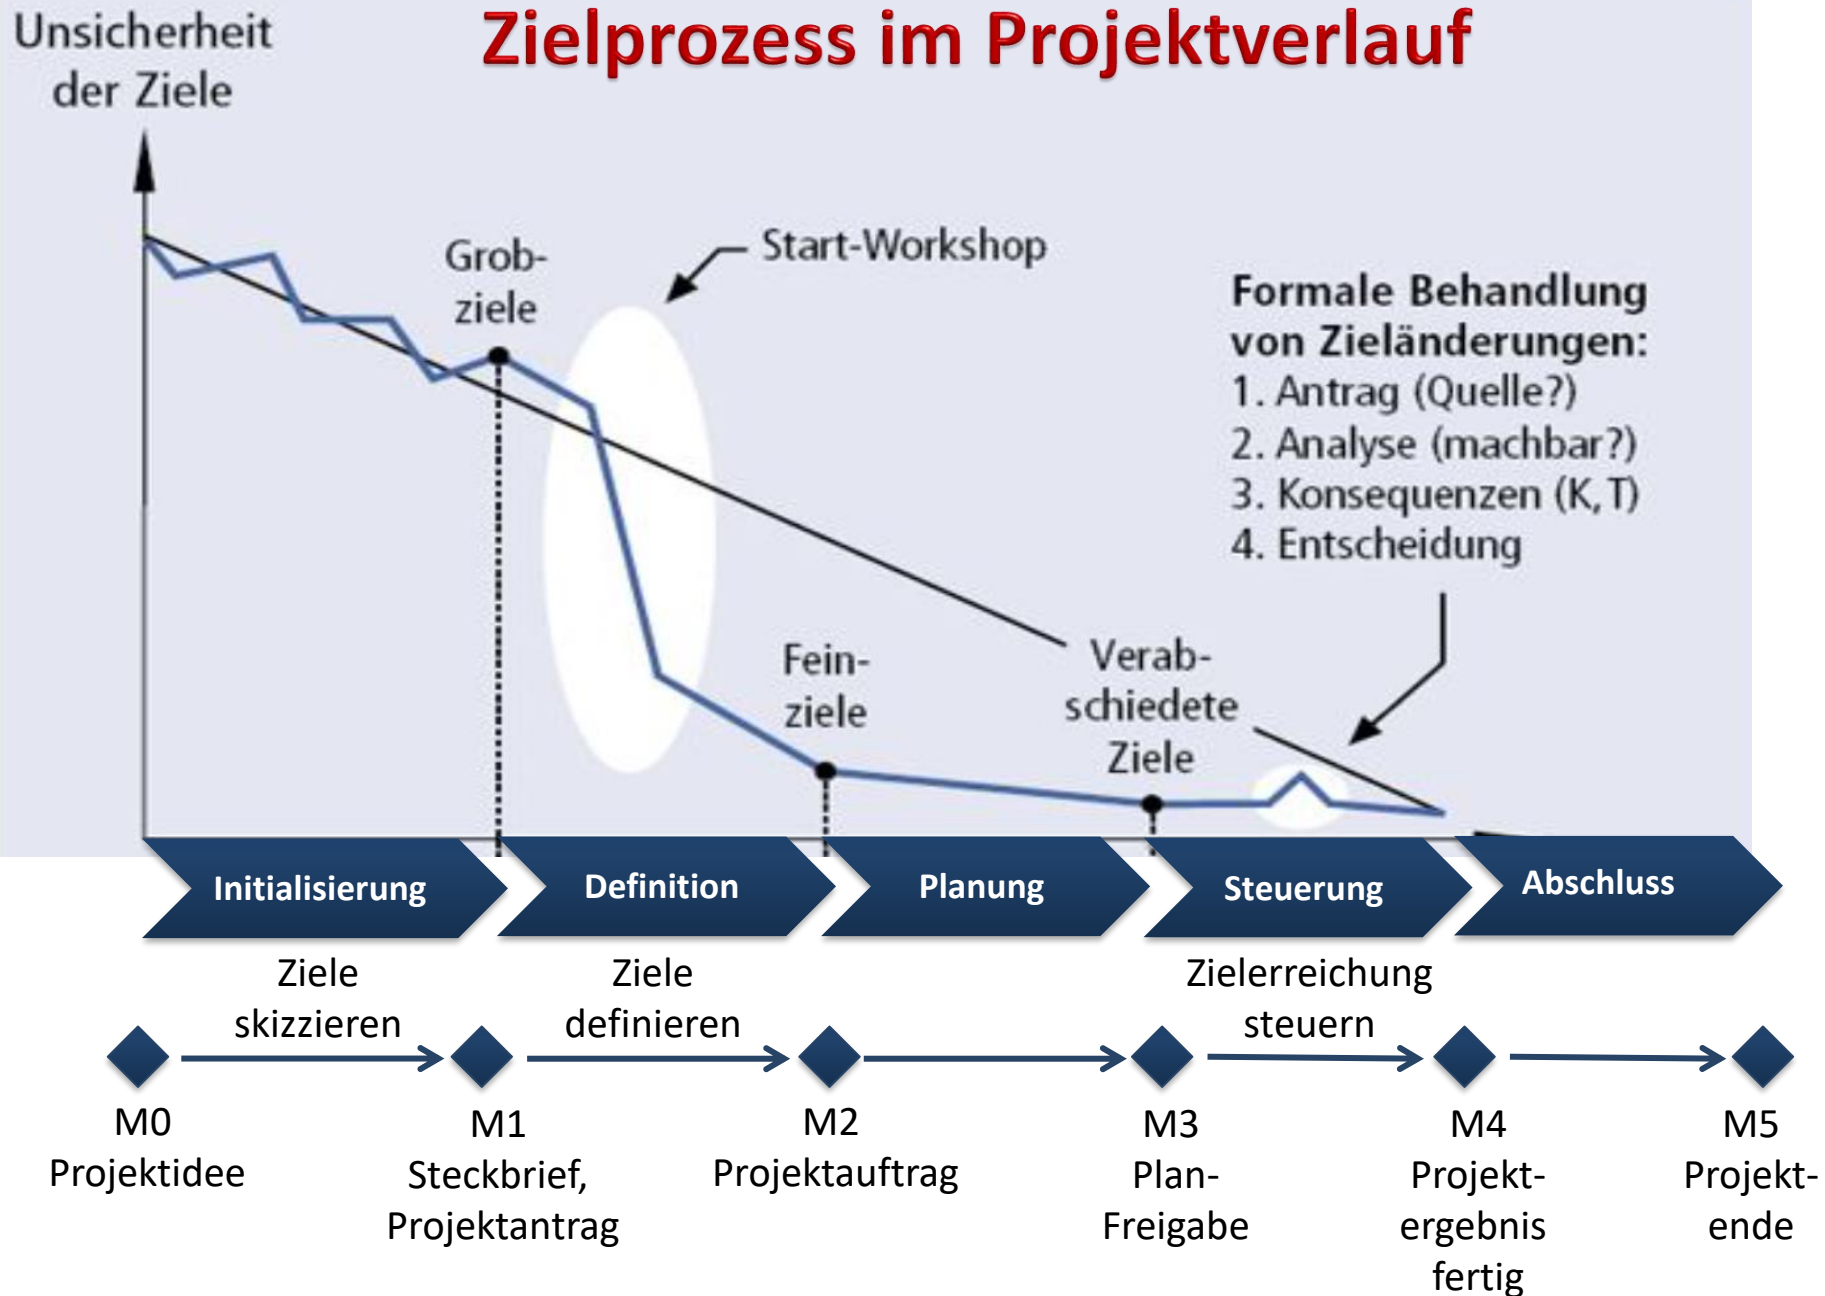 Unsicherheit
der Ziele
Zielprozess im Projektverlauf
Grob-
ziele
Start-Workshop
Formale Behandlung
von Zieländerungen:
1. Antrag (Quelle?)
2. Analyse (machbar?)
3. Konsequenzen (K,T)
4. Entscheidung
Fein-
ziele
Verab-
schiedete
Ziele
Initialisierung
Definition
Planung
Steuerung
Abschluss
Ziele
skizzieren
Ziele
definieren
Zielerreichung
steuern
M0
Projektidee
M1
Steckbrief,
Projektantrag
M2
Projektauftrag
M3
Plan-
Freigabe
M4
Projekt-
ergebnis
fertig
M5
Projekt-
ende